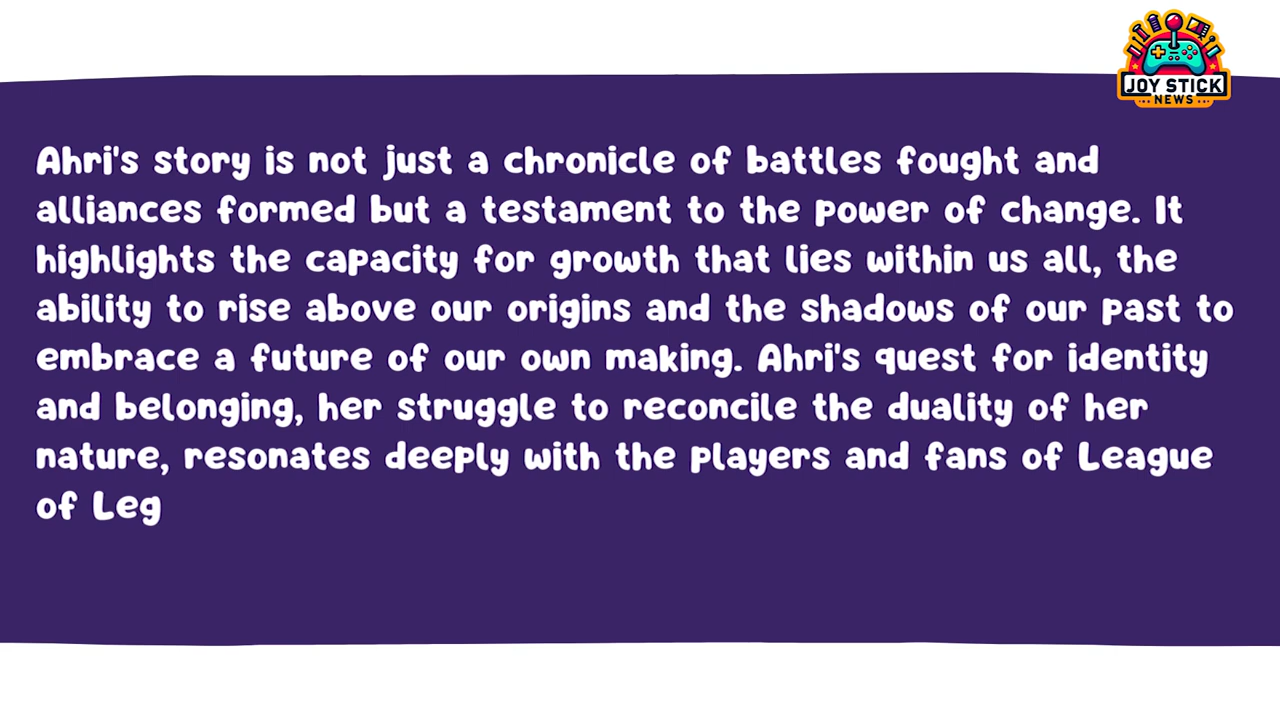 JOY STICK
NEWS
Ahri's story is not just a chronicle of battles fought and
alliances formed but a testament to the power of change. It
highlights the capacity for growth that lies within us all, the
ability to rise above our origins and the shadows of our past to
embrace a future of our own making. Ahri's quest for identity
and belonging, her struggle to reconcile the duality of her
nature, resonates deeply with the players and fans of League
of Leg